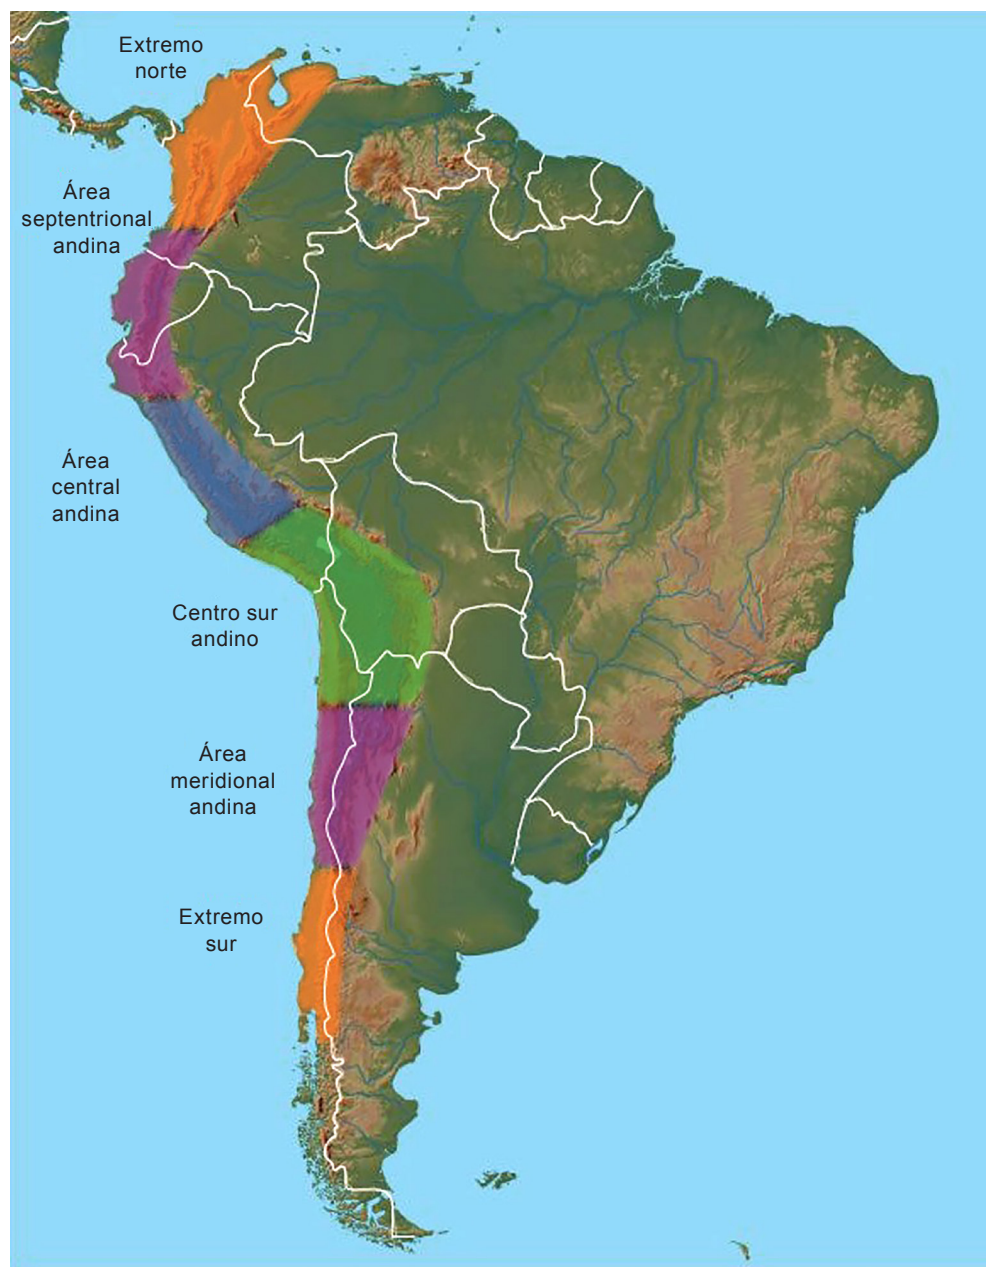 Extremo
norte
Área
septentrional
andina
Área
central
andina
Centro sur
andino
Área
meridional
andina
Extremo
sur